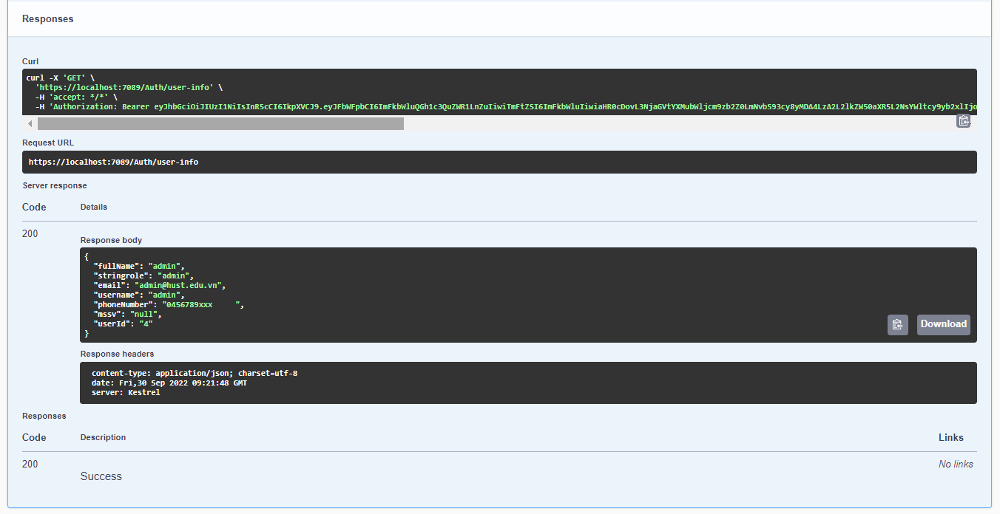 Responses
Curl
curl -X 'GET' \
'https://localhost:7089/Auth/user-info' \
-H 'accept: */*' \
-H 'Authorization: Bearer eyJhbGciOiJIUzI1NiIsInR5cCI6IkpXVCJ9.eyJFbWFpbCI6ImFkbWluQGh1c3QuZWR1LnZuIiwiTmFtZSI6ImFkbWluIiwiaHR0cDovL3NjaGVtYXMubWljcm9zb2Z0LmNvbS93cy8yMDA4LzA2L2lkZW50aXR5L2NsYWltcy9yb2xlIjo
Request URL
https://localhost:7089/Auth/user-info
Server response
Code Details
200
Response body
{
"fullName": "admin",
"stringrole": "admin",
"email": "admin@hust.edu.vn",
"username": "admin",
"phoneNumber": "0456789xxx     ",
"mssv": "null",
"userId": "4"
}
Download
Response headers
content-type: application/json; charset=utf-8
date: Fri,30 Sep 2022 09:21:48 GMT
server: Kestrel
Responses
Code Description Links
200 No links
Success